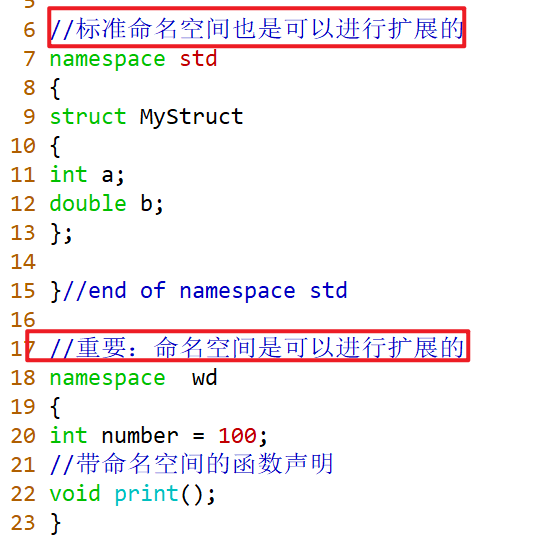 5
6 //标准命名空间也是可以进行扩展的
7 namespace std
8 {
9 struct MyStruct
10 {
11 int a;
12 double b;
13 };
14
15 }//end of namespace std
16
17 //重要：命名空间是可以进行扩展的
18 namespace  wd
19 {
20 int number = 100;
21 //带命名空间的函数声明
22 void print();
23 }